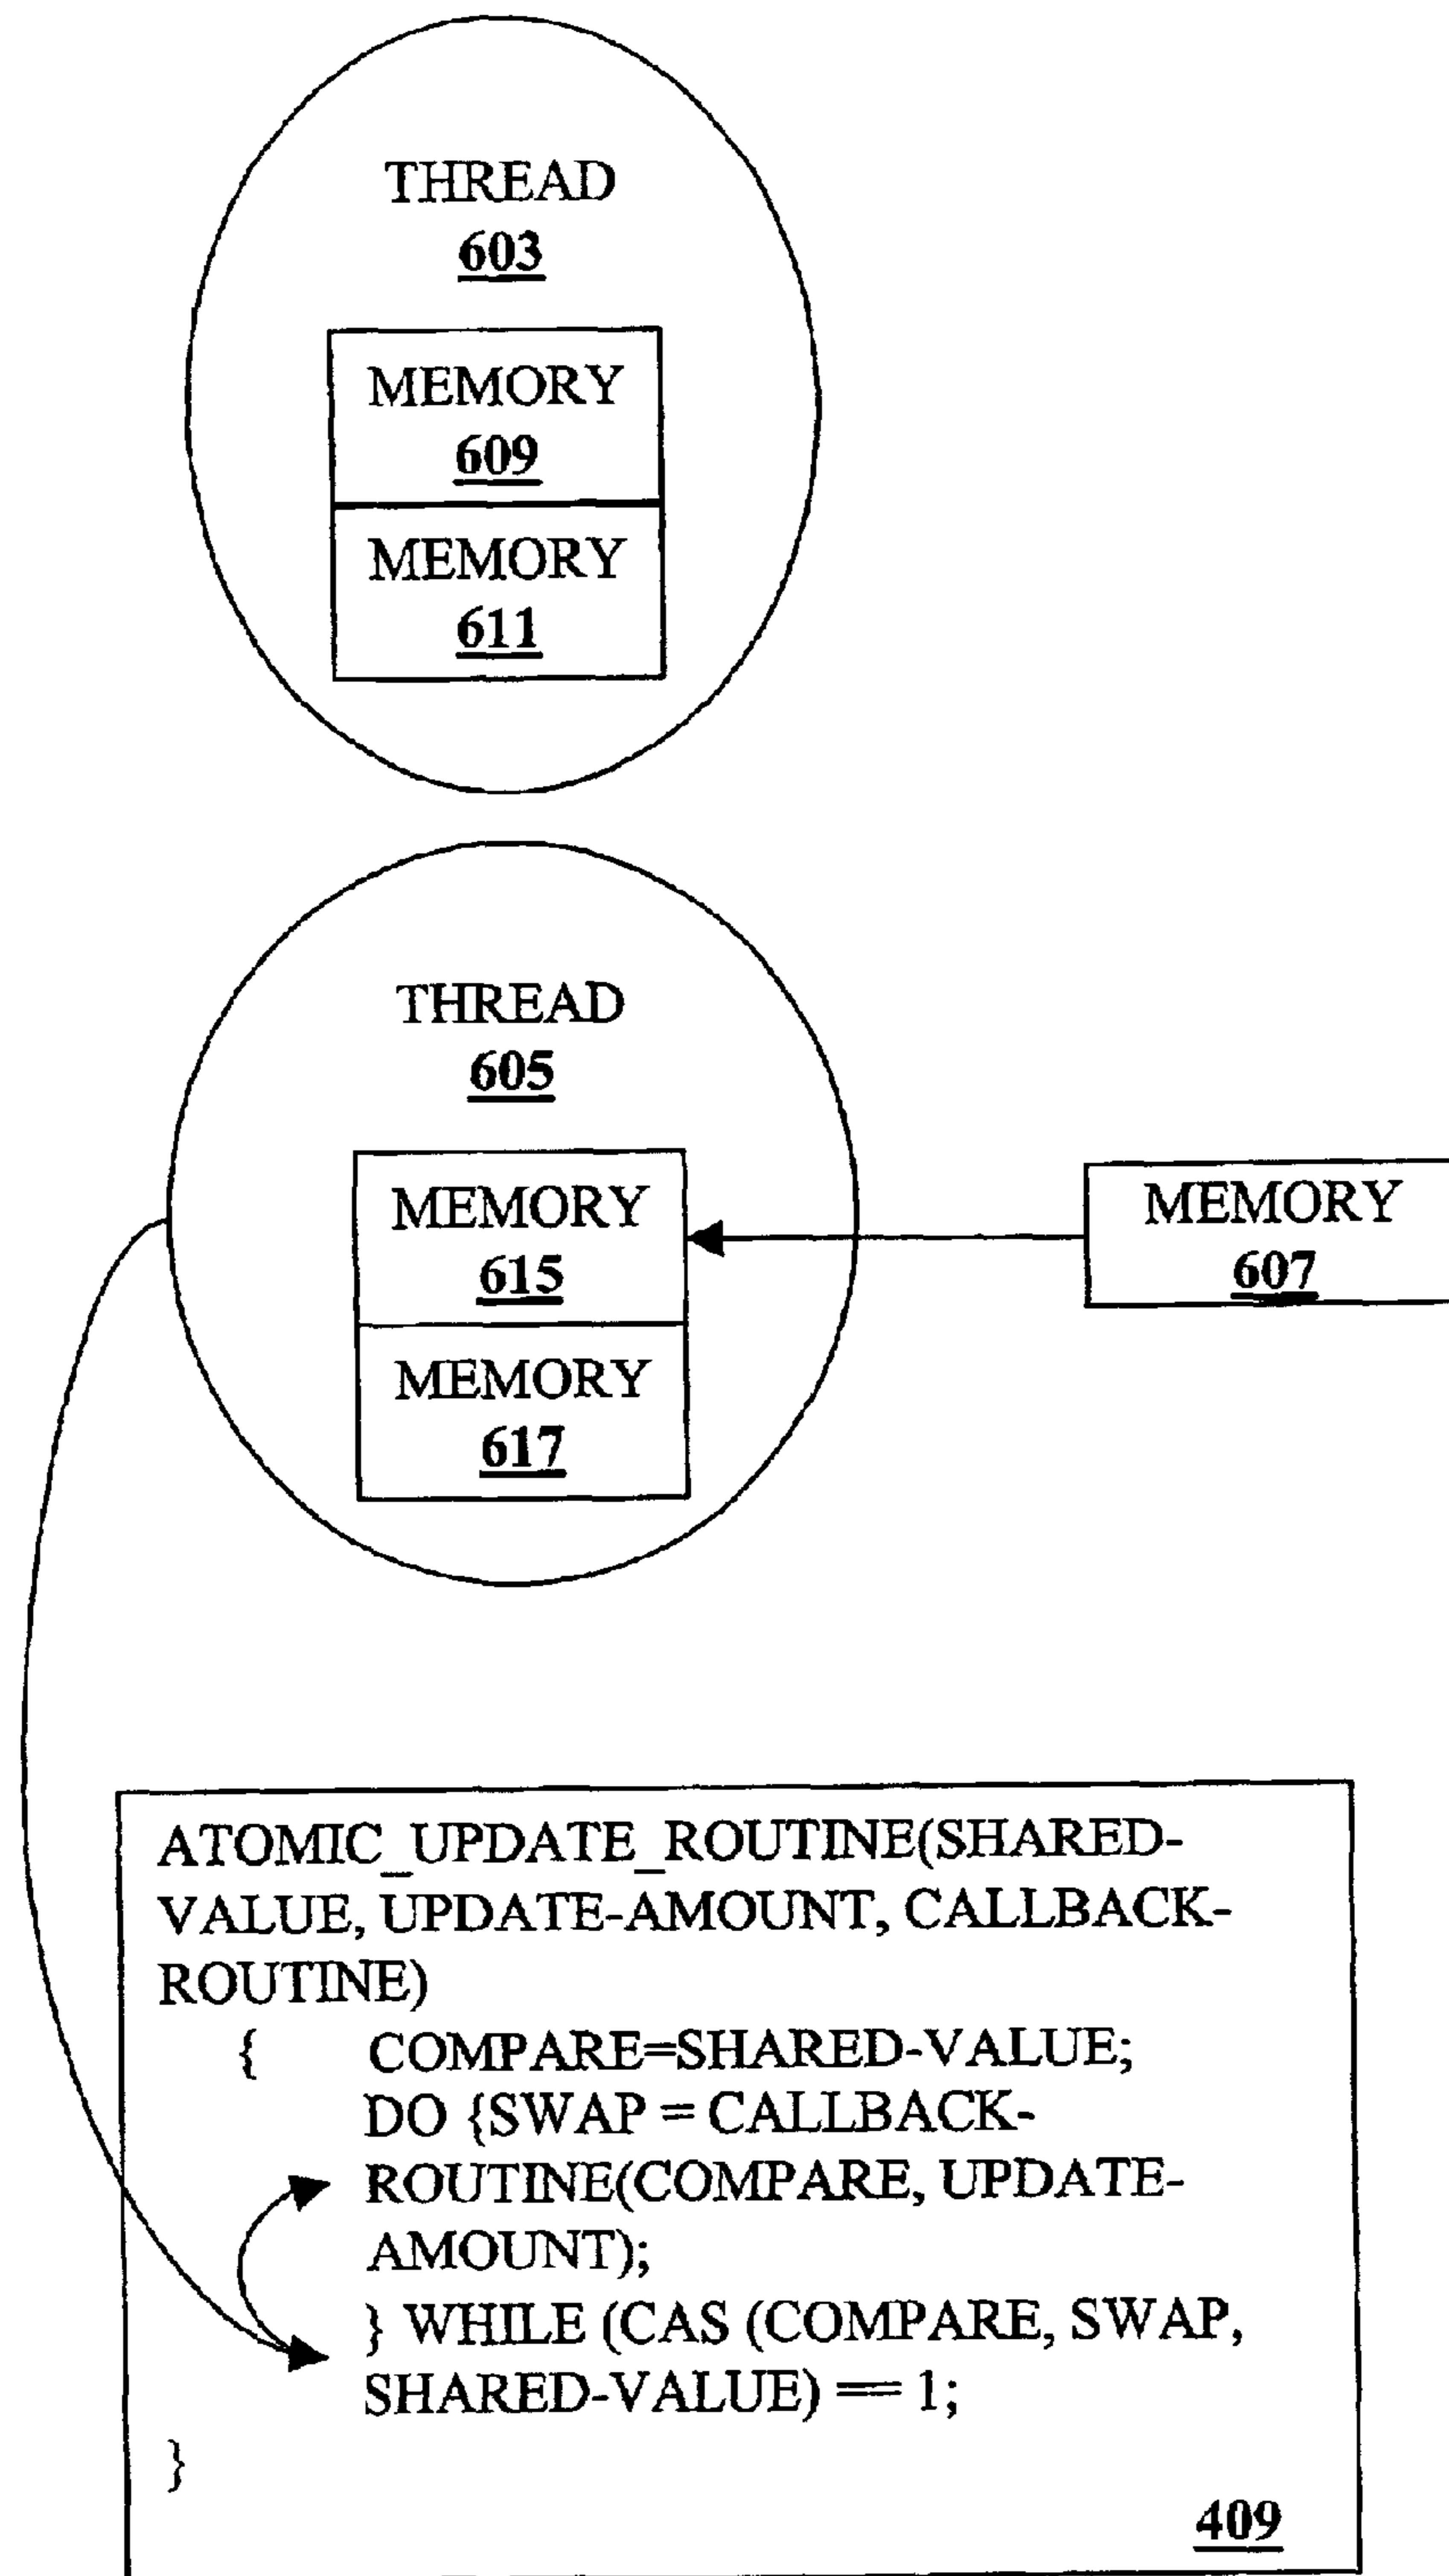 THREAD
603
MEMORY
609
MEMORY
611
THREAD
605
MEMORY
615
MEMORY
607
MEMORY
617
ATOMIC_UPDATE_ROUTINE(SHARED-
VALUE, UPDATE-AMOUNT, CALLBACK-
ROUTINE)
{ COMPARE=SHARED-VALUE;
DO {SWAP = CALLBACK-
ROUTINE(COMPARE, UPDATE-
AMOUNT);
} WHILE (CAS (COMPARE, SWAP,
SHARED-VALUE) == 1;
}
409